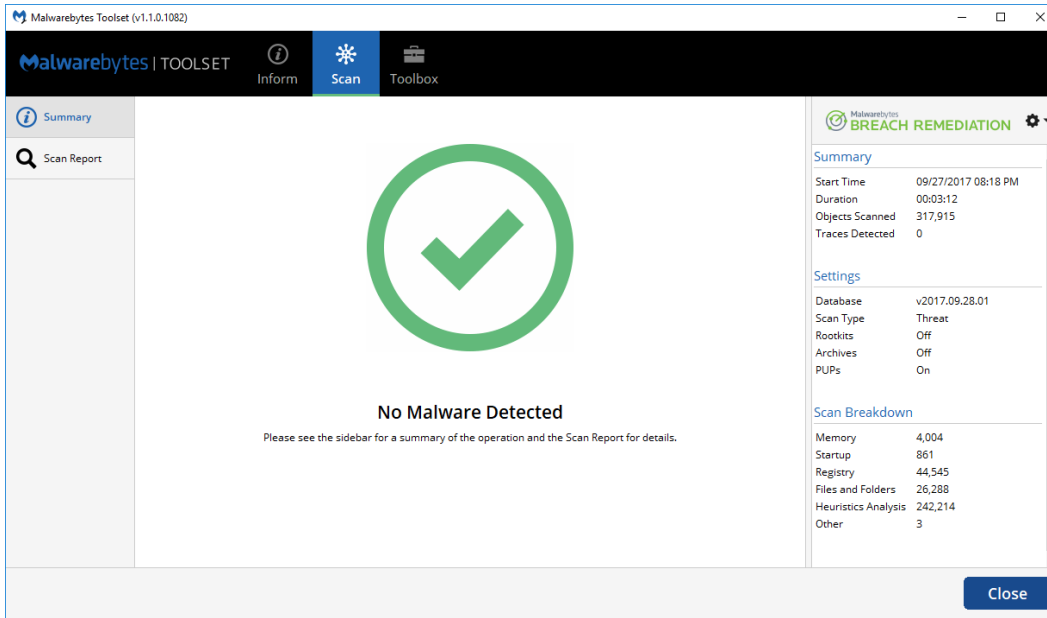 Malwarebytes Toolset (v1.1.0.1082)
Malwarebytes | TOOLSET
Inform
Scan
Toolbox
Summary
Scan Report
No Malware Detected
Please see the sidebar for a summary of the operation and the Scan Report for details.
Malwarebytes
BREACH REMEDIATION
Summary
Start Time 09/27/2017 08:18 PM
Duration 00:03:12
Objects Scanned 317,915
Traces Detected 0
Settings
Database v2017.09.28.01
Scan Type Threat
Rootkits Off
Archives Off
PUPs On
Scan Breakdown
Memory 4,004
Startup 861
Registry 44,545
Files and Folders 26,288
Heuristics Analysis 242,214
Other 3
Close